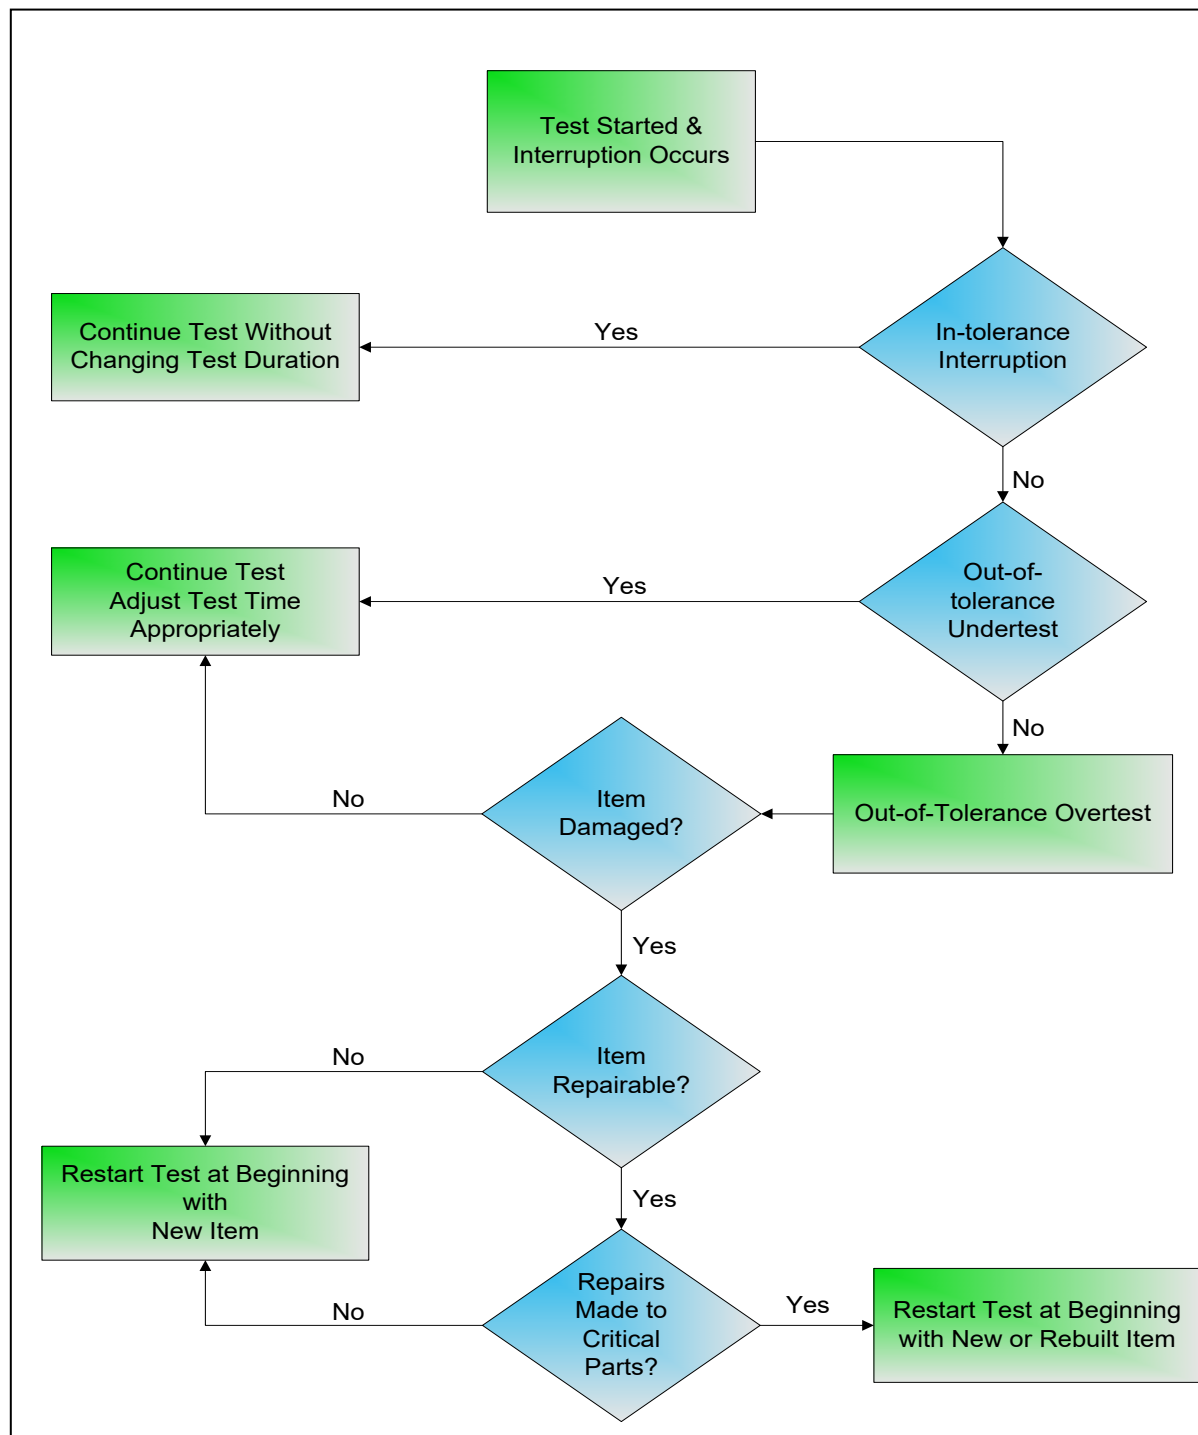 Test Started &
Interruption Occurs
In-tolerance
Interruption
Yes
Continue Test Without
Changing Test Duration
No
Out-of-
tolerance
Undertest
Yes
Continue Test
Adjust Test Time
Appropriately
No
Out-of-Tolerance Overtest
Item
Damaged?
No
Yes
Item
Repairable?
No
Restart Test at Beginning
with
New Item
Yes
Repairs
Made to
Critical
Parts?
No
Yes
Restart Test at Beginning
with New or Rebuilt Item